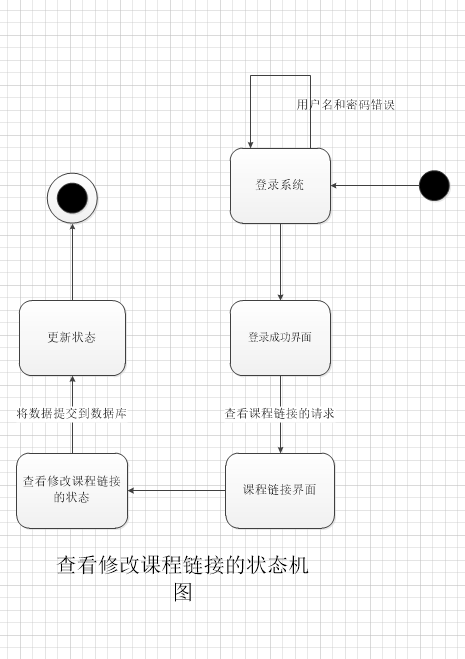 用户名和密码错误
登录系统
更新状态
登录成功界面
将数据提交到数据库
查看课程链接的请求
查看修改课程链接
的状态
课程链接界面
查看修改课程链接的状态机
图